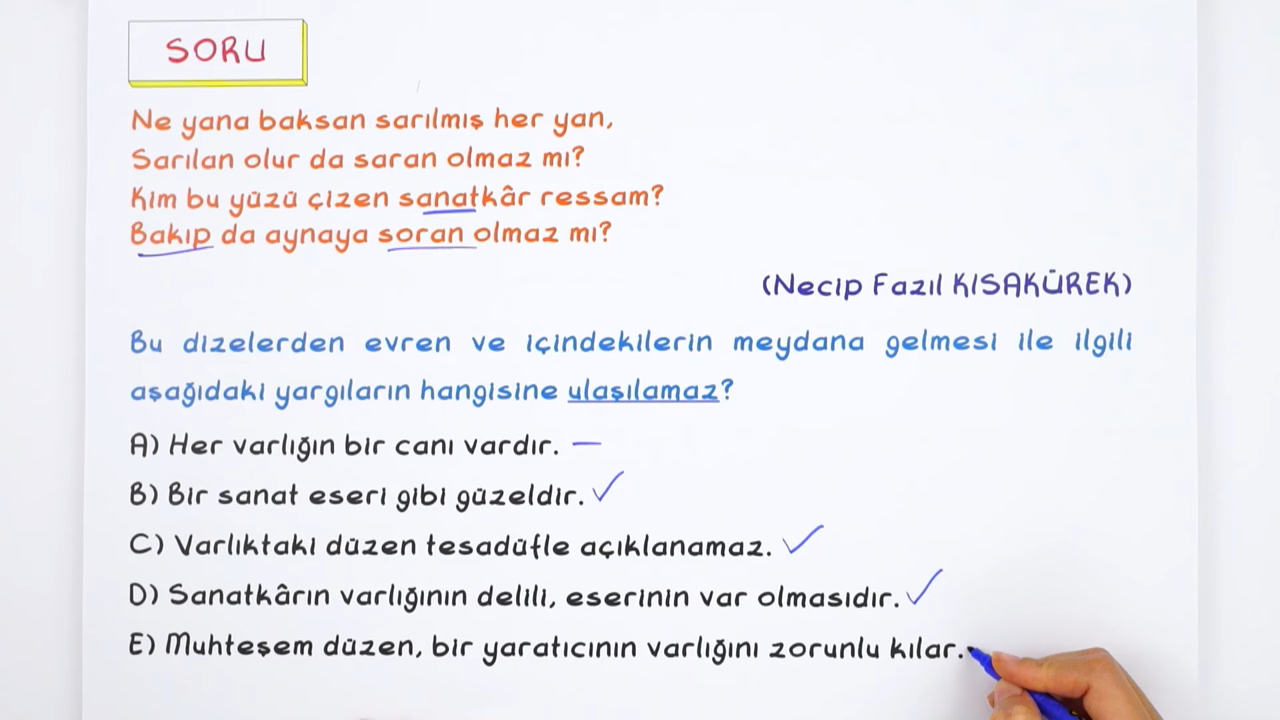 SORU
Ne yana baksan sarılmış her yan,
Sarılan olur da saran olmaz mı?
Kim bu yüzü çizen sanatkâr ressam?
Bakıp da aynaya soran olmaz mı?
(Necip Fazıl KISAKÜREK)
Bu dizelerden evren ve içindekilerin meydana gelmesi ile ilgili
aşağıdaki yargıların hangisine ulaşılamaz?
A) Her varlığın bir canı vardır. —
B) Bir sanat eseri gibi güzeldir. ✓
C) Varlıktaki düzen tesadüfle açıklanamaz. ✓
D) Sanatkârın varlığının delili, eserinin var olmasıdır. ✓
E) Muhteşem düzen, bir yaratıcının varlığını zorunlu kılar.